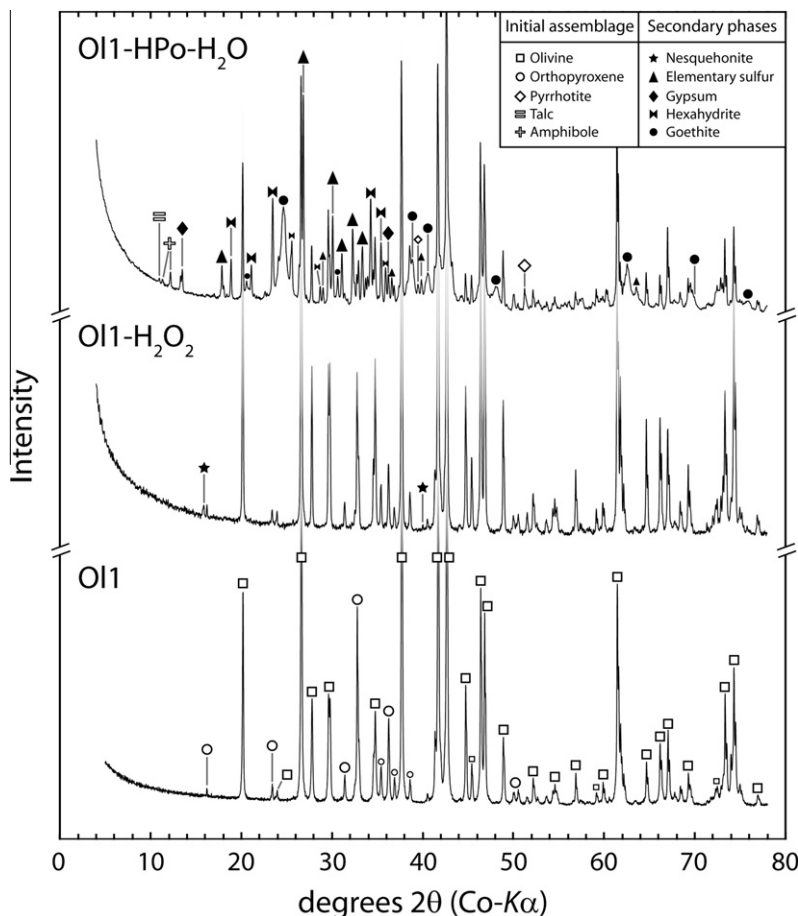 Ol1-HPo-H2O
Initial assemblage
Secondary phases
Olivine
Nesquehonite
Orthopyroxene
Elementary sulfur
Pyrrhotite
Gypsum
Talc
Hexahydrite
Amphibole
Goethite
Ol1-H2O2
Intensity
Ol1
0 10 20 30 40 50 60 70 80
degrees 2θ (Co-Kα)